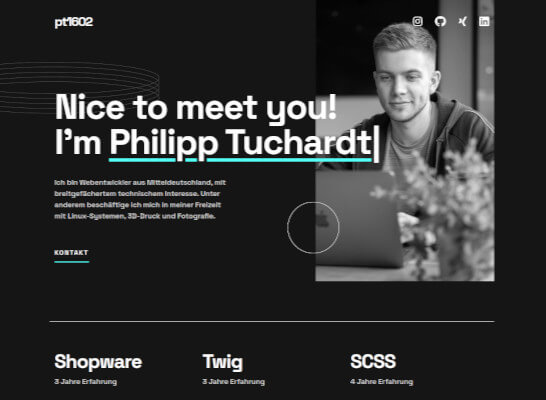 pt1602
Nice to meet you!
I'm Philipp Tuchardt|
Ich bin Webentwickler aus Mitteldeutschland, mit
breitgefächertem technischem Interesse. Unter
anderem beschäftige ich mich in meiner Freizeit
mit Linux-Systemen, 3D-Druck und Fotografie.
KONTAKT
Shopware Twig SCSS
3 Jahre Erfahrung 3 Jahre Erfahrung 4 Jahre Erfahrung